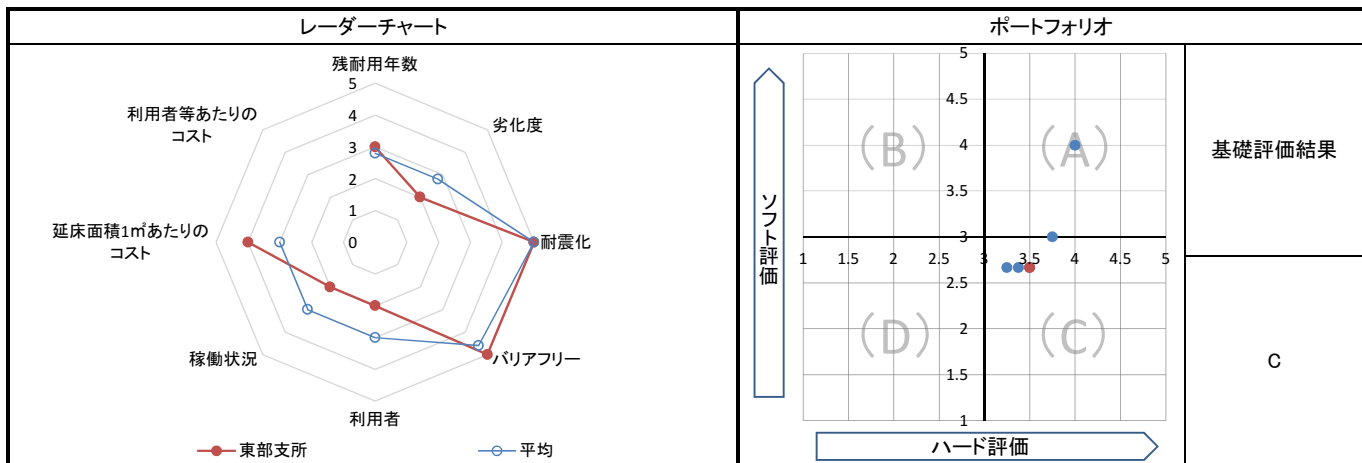 レーダーチャート
残耐用年数
利用者等あたりの
コスト
劣化度
延床面積1㎡あたりの
コスト
耐震化
稼働状況
バリアフリー
利用者
5
4
3
2
1
0
東部支所
平均
ポートフォリオ
ソフト評価
5
4.5
4
3.5
3
1 1.5 2 2.5 3 3.5 4 4.5 5
2.5
2
1.5
1
(B)
(A)
(D)
(C)
ハード評価
基礎評価結果
C